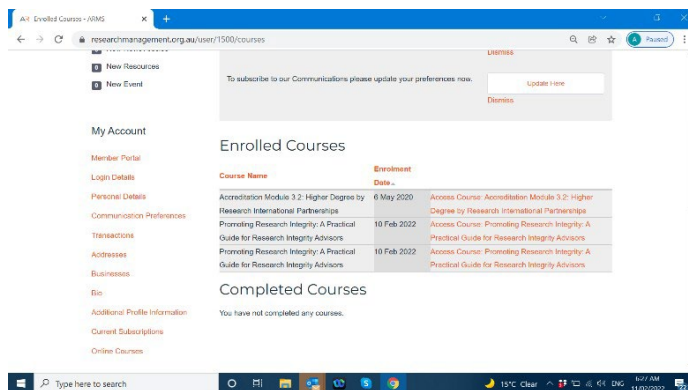 Enrolled Courses - ARMS
researchmanagement.org.au/user/1500/courses
Paused
0 New Resources
0 New Event
Dismiss
To subscribe to our Communications please update your preferences now.
Update Here
Dismiss
My Account
Member Portal
Login Details
Personal Details
Communication Preferences
Transactions
Addresses
Businesses
Bio
Additional Profile Information
Current Subscriptions
Online Courses
Enrolled Courses
Course Name
Enrolment
Date
Accreditation Module 3.2: Higher Degree by
Research International Partnerships
6 May 2020
Access Course: Accreditation Module 3.2: Higher
Degree by Research International Partnerships
Promoting Research Integrity: A Practical
Guide for Research Integrity Advisors
10 Feb 2022
Access Course: Promoting Research Integrity: A
Practical Guide for Research Integrity Advisors
Promoting Research Integrity: A Practical
Guide for Research Integrity Advisors
10 Feb 2022
Access Course: Promoting Research Integrity: A
Practical Guide for Research Integrity Advisors
Completed Courses
You have not completed any courses.
Type here to search
15°C Clear
ENG
6:27 AM
11/02/2022